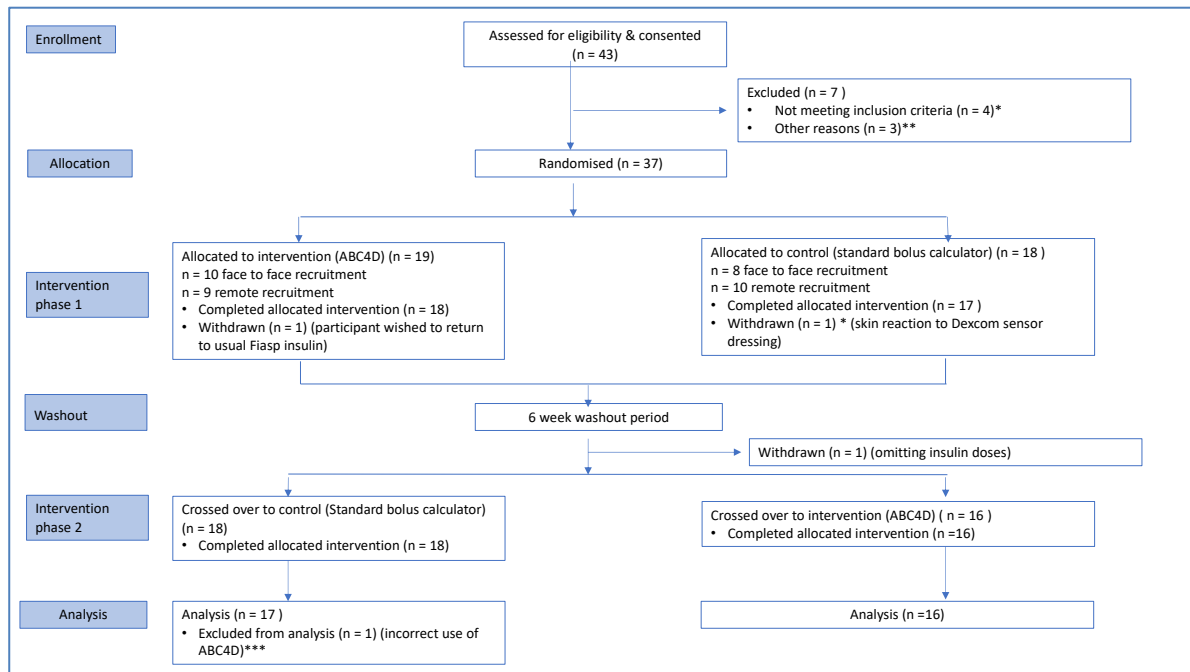 Enrollment
Assessed for eligibility & consented
(n = 43)
Excluded (n = 7 )
• Not meeting inclusion criteria (n = 4)*
• Other reasons (n = 3)**
Allocation
Randomised (n = 37)
Intervention
phase 1
Allocated to intervention (ABC4D) (n = 19)
n = 10 face to face recruitment
n = 9 remote recruitment
• Completed allocated intervention (n = 18)
• Withdrawn (n = 1) (participant wished to return
to usual Fiasp insulin)
Allocated to control (standard bolus calculator) (n = 18 )
n = 8 face to face recruitment
n = 10 remote recruitment
• Completed allocated intervention (n = 17 )
• Withdrawn (n = 1) * (skin reaction to Dexcom sensor
dressing)
Washout
6 week washout period
Withdrawn (n = 1) (omitting insulin doses)
Intervention
phase 2
Crossed over to control (Standard bolus calculator)
(n = 18)
• Completed allocated intervention (n = 18)
Crossed over to intervention (ABC4D) ( n = 16 )
• Completed allocated intervention (n =16)
Analysis
Analysis (n = 17 )
• Excluded from analysis (n = 1) (incorrect use of
ABC4D)***
Analysis (n =16)